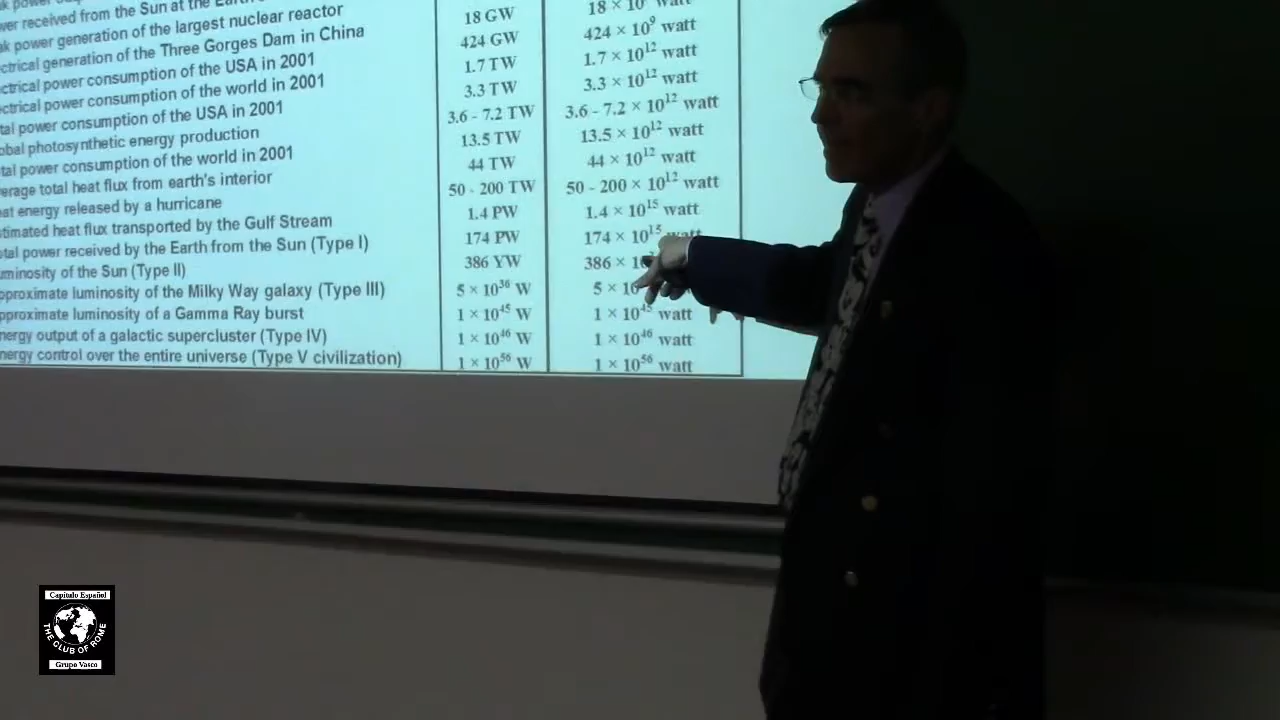 power
wer received from the Sun at the
ak power generation of the largest nuclear reactor
ctrical generation of the Three Gorges Dam in China 18 GW 18 × 10⁹ watt
ctrical power consumption of the USA in 2001 424 GW 424 × 10⁹ watt
ectrical power consumption of the world in 2001 1.7 TW 1.7 × 10¹² watt
tal power consumption of the USA in 2001 3.3 TW 3.3 × 10¹² watt
obal photosynthetic energy production 3.6 - 7.2 TW 3.6 - 7.2 × 10¹² watt
tal power consumption of the world in 2001 13.5 TW 13.5 × 10¹² watt
verage total heat flux from earth's interior 44 TW 44 × 10¹² watt
eat energy released by a hurricane 50 - 200 TW 50 - 200 × 10¹² watt
stimated heat flux transported by the Gulf Stream 1.4 PW 1.4 × 10¹⁵ watt
otal power received by the Earth from the Sun (Type I) 174 PW 174 × 10¹⁵ watt
uminosity of the Sun (Type II) 386 YW 386 ×
pproximate luminosity of the Milky Way galaxy (Type III) 5 × 10³⁶ W 5 × 10
pproximate luminosity of a Gamma Ray burst 1 × 10⁴⁵ W 1 × 10⁴⁵ watt
nergy output of a galactic supercluster (Type IV) 1 × 10⁴⁶ W 1 × 10⁴⁶ watt
nergy control over the entire universe (Type V civilization) 1 × 10⁵⁶ W 1 × 10⁵⁶ watt
Capitulo Español
THE CLUB OF ROME
Grupo Vasco